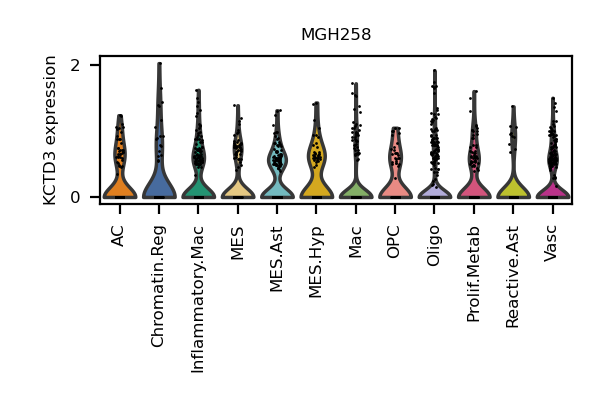 MGH258
KCTD3 expression
2
0
AC
Chromatin.Reg
Inflammatory.Mac
MES
MES.Ast
MES.Hyp
Mac
OPC
Oligo
Prolif.Metab
Reactive.Ast
Vasc